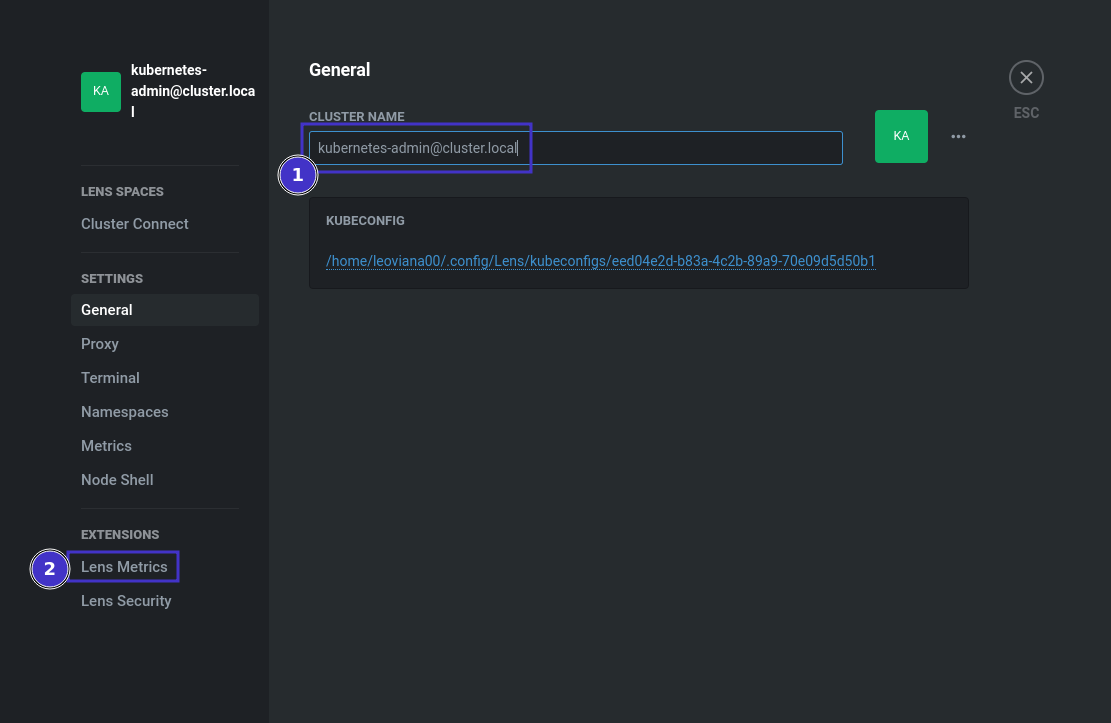 KA
kubernetes-
admin@cluster.loca
l
LENS SPACES
Cluster Connect
SETTINGS
General
Proxy
Terminal
Namespaces
Metrics
Node Shell
EXTENSIONS
2
Lens Metrics
Lens Security
General
CLUSTER NAME
kubernetes-admin@cluster.local
1
KA
ESC
KUBECONFIG
/home/leoviana00/.config/Lens/kubeconfigs/eed04e2d-b83a-4c2b-89a9-70e09d5d50b1